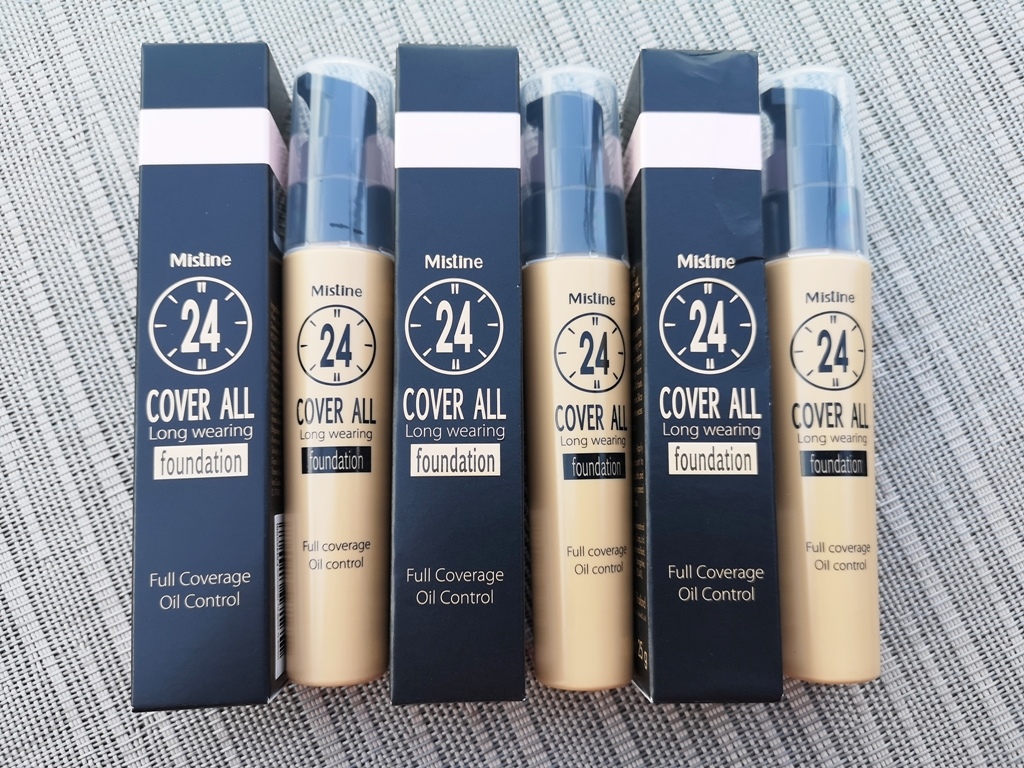 Mistine
24
COVER ALL
Long wearing
foundation
Full Coverage
Oil Control
Mistine
24
COVER ALL
Long wearing
foundation
Full coverage
Oil control
Mistine
24
COVER ALL
Long wearing
foundation
Full Coverage
Oil Control
Mistine
24
COVER ALL
Long wearing
foundation
Full coverage
Oil control
25 g
Mistine
24
COVER ALL
Long wearing
foundation
Full Coverage
Oil Control
Mistine
24
COVER ALL
Long wearing
foundation
Full coverage
Oil control